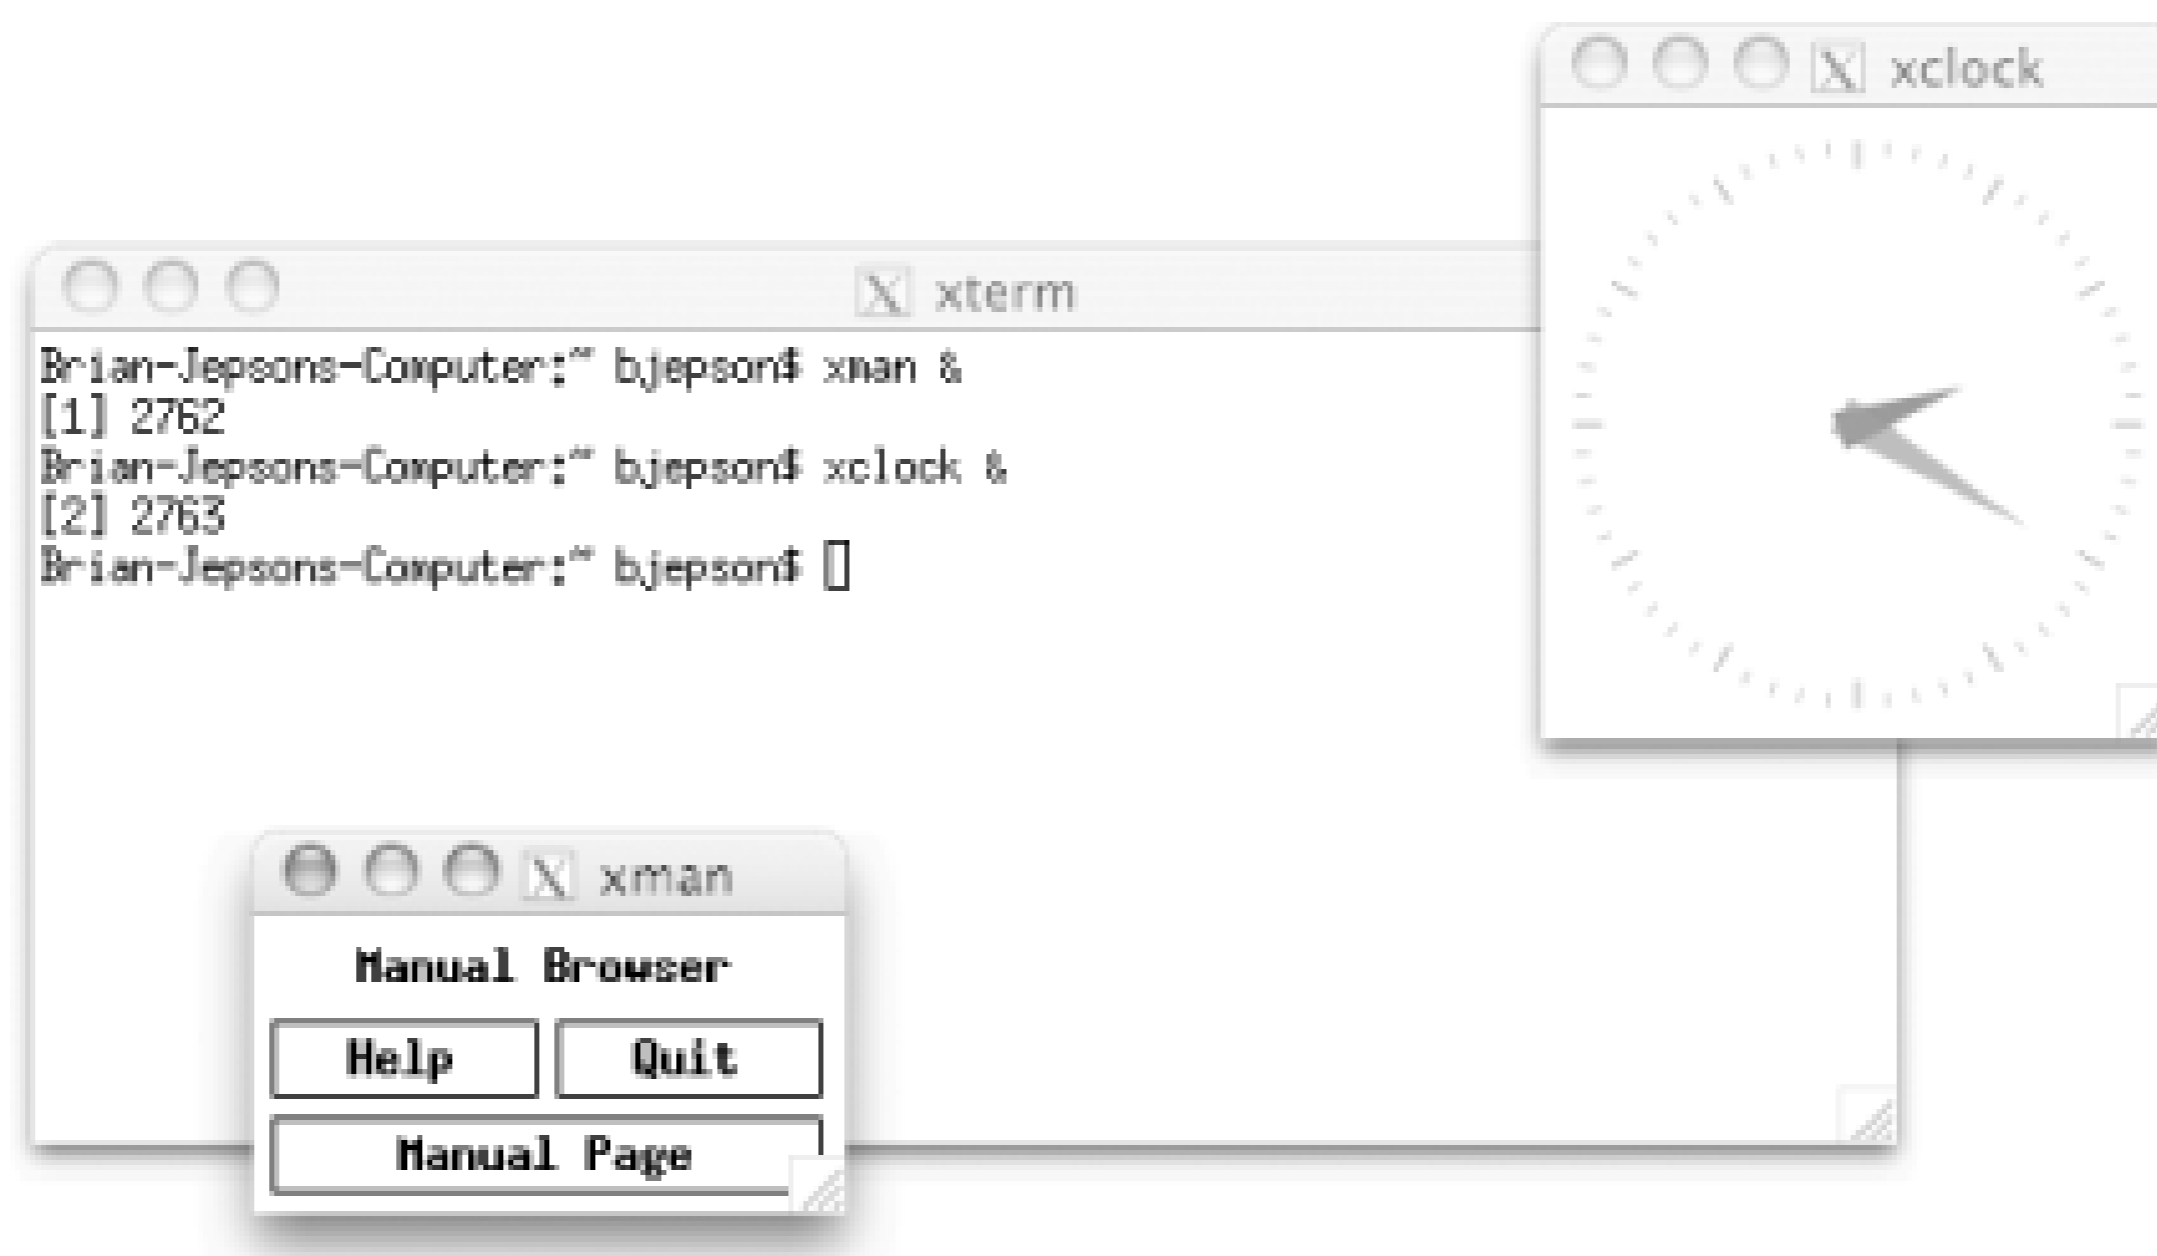 X xclock
X xterm
Brian-Jepsons-Computer:~ bjepson$ xman &
[1] 2762
Brian-Jepsons-Computer:~ bjepson$ xclock &
[2] 2763
Brian-Jepsons-Computer:~ bjepson$
X xman
Manual Browser
Help Quit
Manual Page